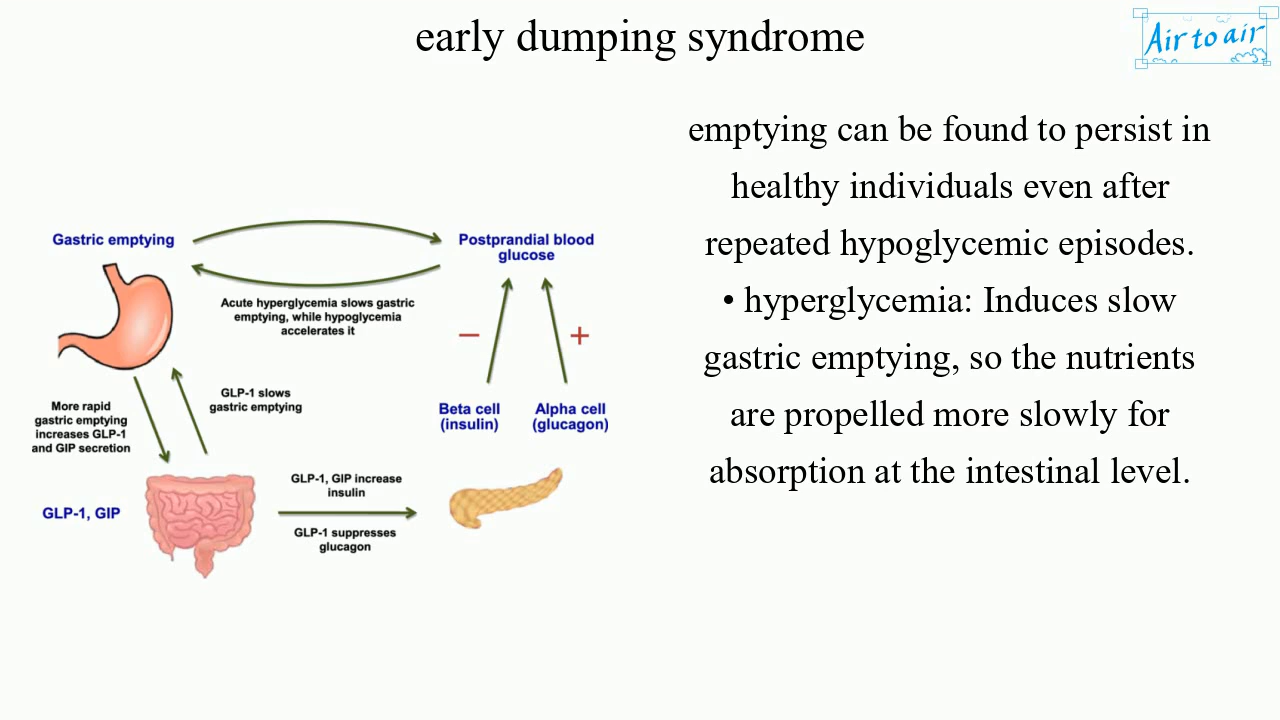 early dumping syndrome
Air to air
emptying can be found to persist in
healthy individuals even after
repeated hypoglycemic episodes.
• hyperglycemia: Induces slow
gastric emptying, so the nutrients
are propelled more slowly for
absorption at the intestinal level.
Gastric emptying
Postprandial blood
glucose
Acute hyperglycemia slows gastric
emptying, while hypoglycemia
accelerates it
−
+
GLP-1 slows
gastric emptying
More rapid
gastric emptying
increases GLP-1
and GIP secretion
Beta cell
(insulin)
Alpha cell
(glucagon)
GLP-1, GIP
GLP-1, GIP increase
insulin
GLP-1 suppresses
glucagon